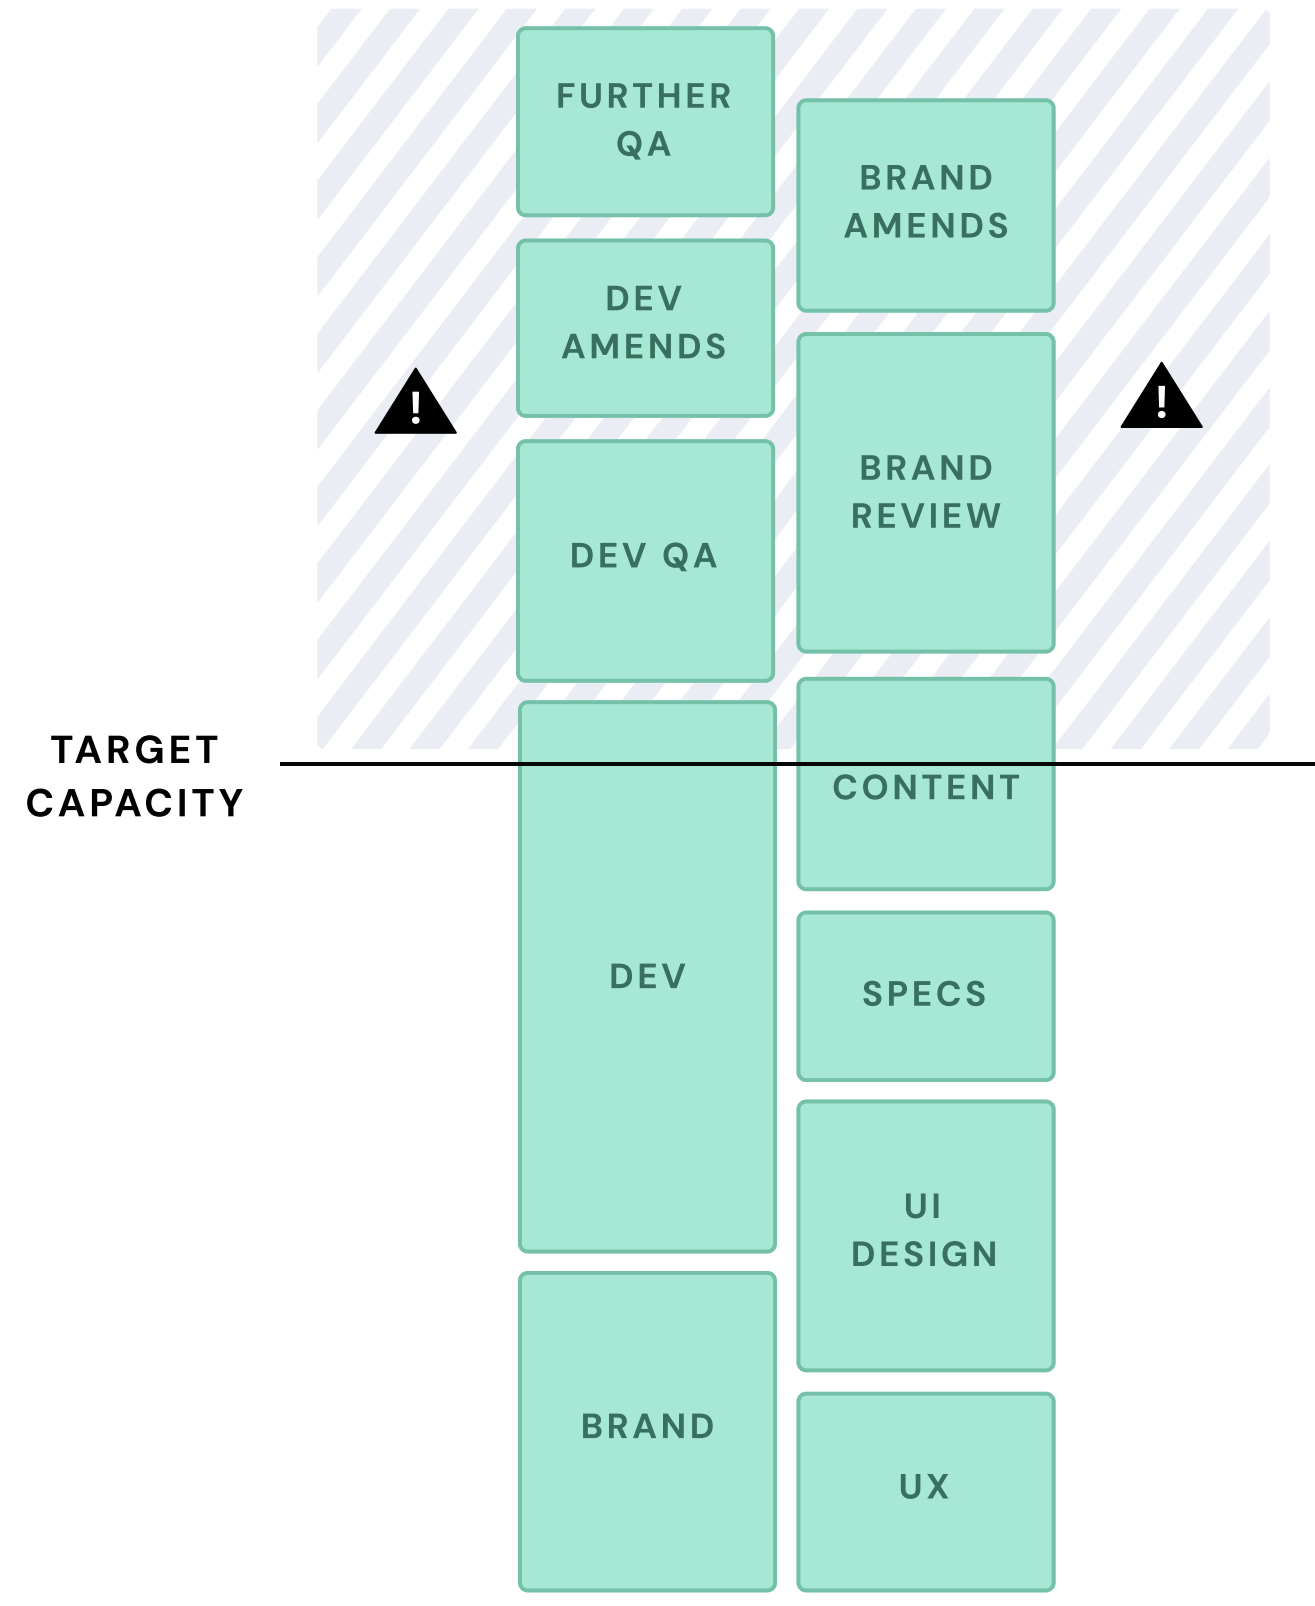 FURTHER
QA
BRAND
AMENDS
DEV
AMENDS
!
!
BRAND
REVIEW
DEV QA
TARGET
CAPACITY
CONTENT
DEV
SPECS
UI
DESIGN
BRAND
UX